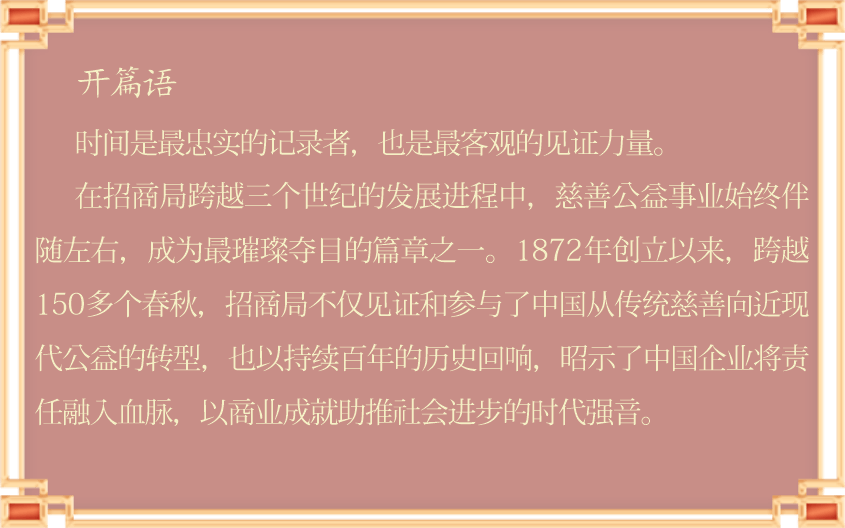 开篇语
时间是最忠实的记录者，也是最客观的见证力量。
在招商局跨越三个世纪的发展进程中，慈善公益事业始终伴
随左右，成为最璀璨夺目的篇章之一。1872年创立以来，跨越
150多个春秋，招商局不仅见证和参与了中国从传统慈善向近现
代公益的转型，也以持续百年的历史回响，昭示了中国企业将责
任融入血脉，以商业成就助推社会进步的时代强音。